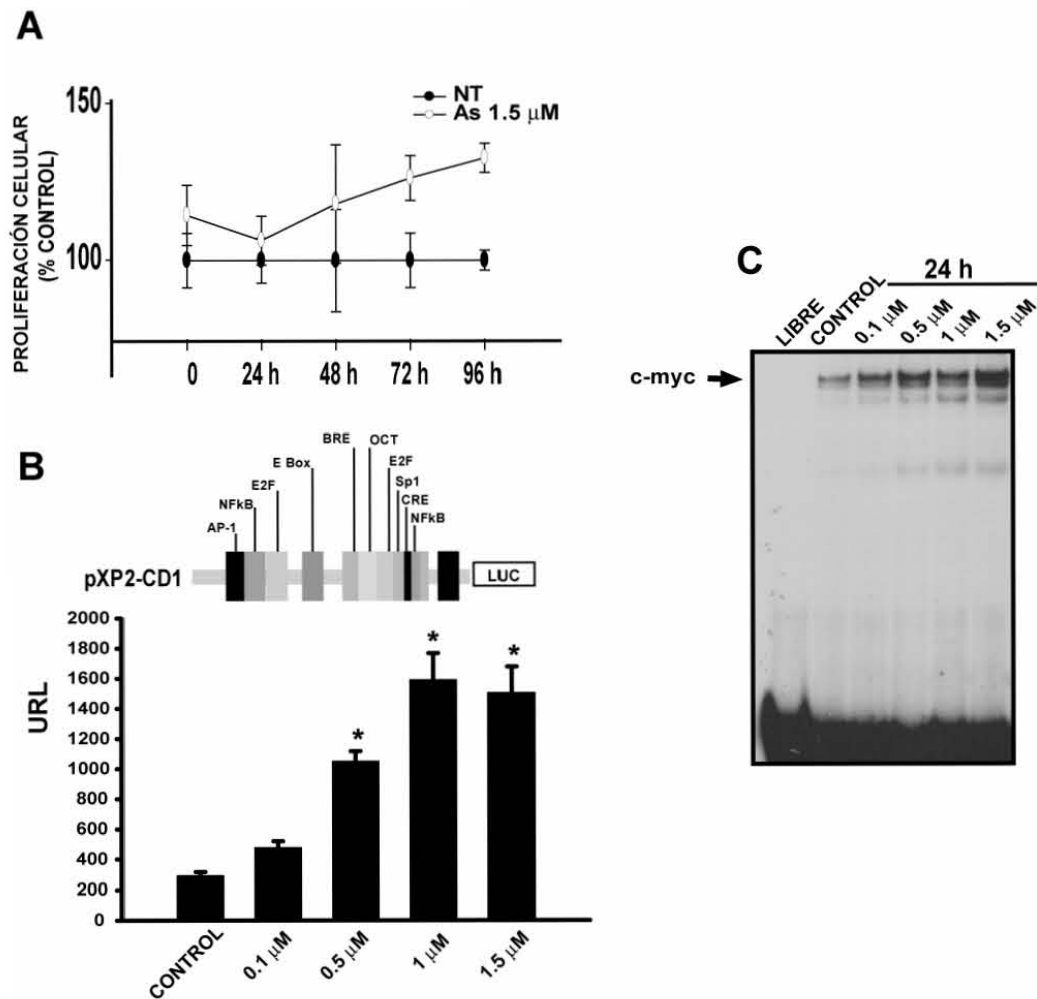 A
150
100
PROLIFERACIÓN CELULAR
(% CONTROL)
NT
As 1.5 μM
0 24 h 48 h 72 h 96 h
B
AP-1
NFkB
E2F
E Box
BRE
OCT
E2F
Sp1
CRE
NFkB
pXP2-CD1
LUC
URL
2000
1800
1600
1400
1200
1000
800
600
400
200
0
*
*
*
CONTROL 0.1 μM 0.5 μM 1 μM 1.5 μM
C
24 h
LIBRE CONTROL 0.1 μM 0.5 μM 1 μM 1.5 μM
c-myc